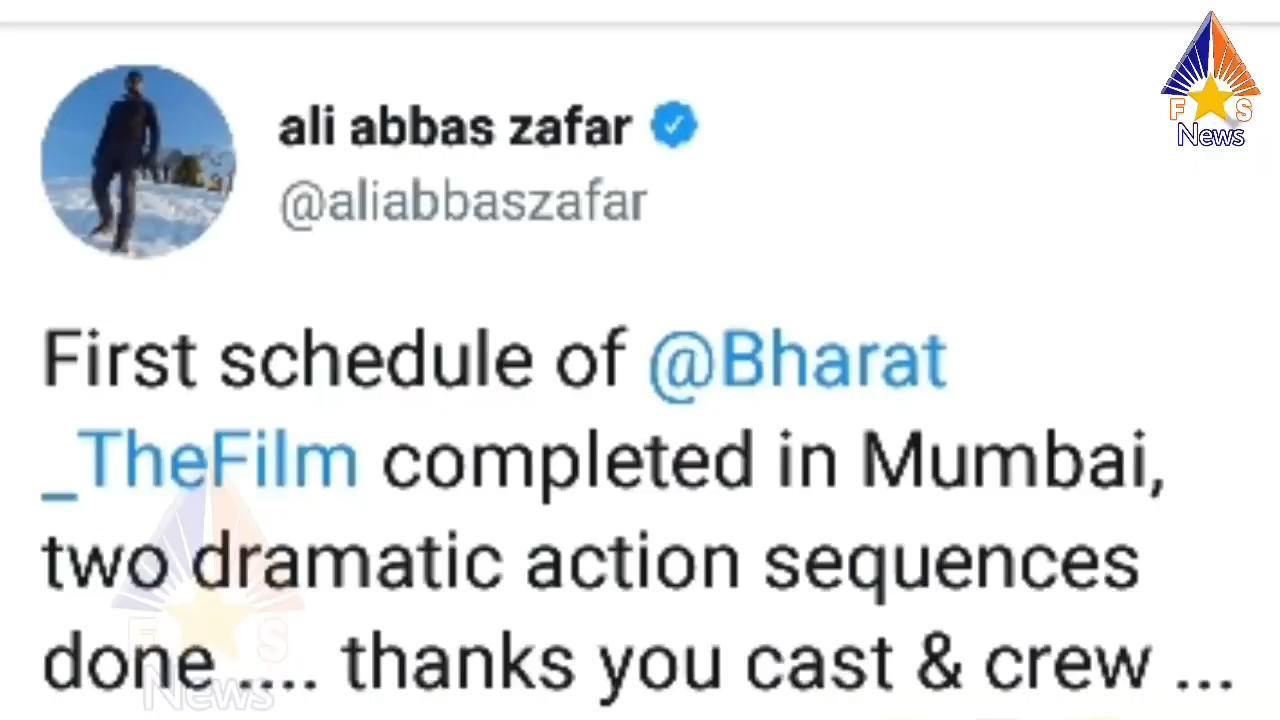 F S
News
ali abbas zafar
@aliabbaszafar
First schedule of @Bharat
_TheFilm completed in Mumbai,
two dramatic action sequences
done .... thanks you cast & crew ...
F S
News